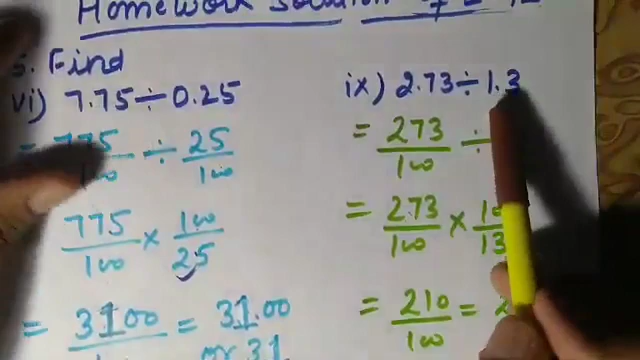 Homework Solution
5. Find
vi) 7.75÷0.25
= 775/100 ÷ 25/100
775/100 × 100/25
= 3100 = 31.00
or 31
ix) 2.73÷1.3
= 273/100 ÷
= 273/100 × 10/13
= 210/100 =